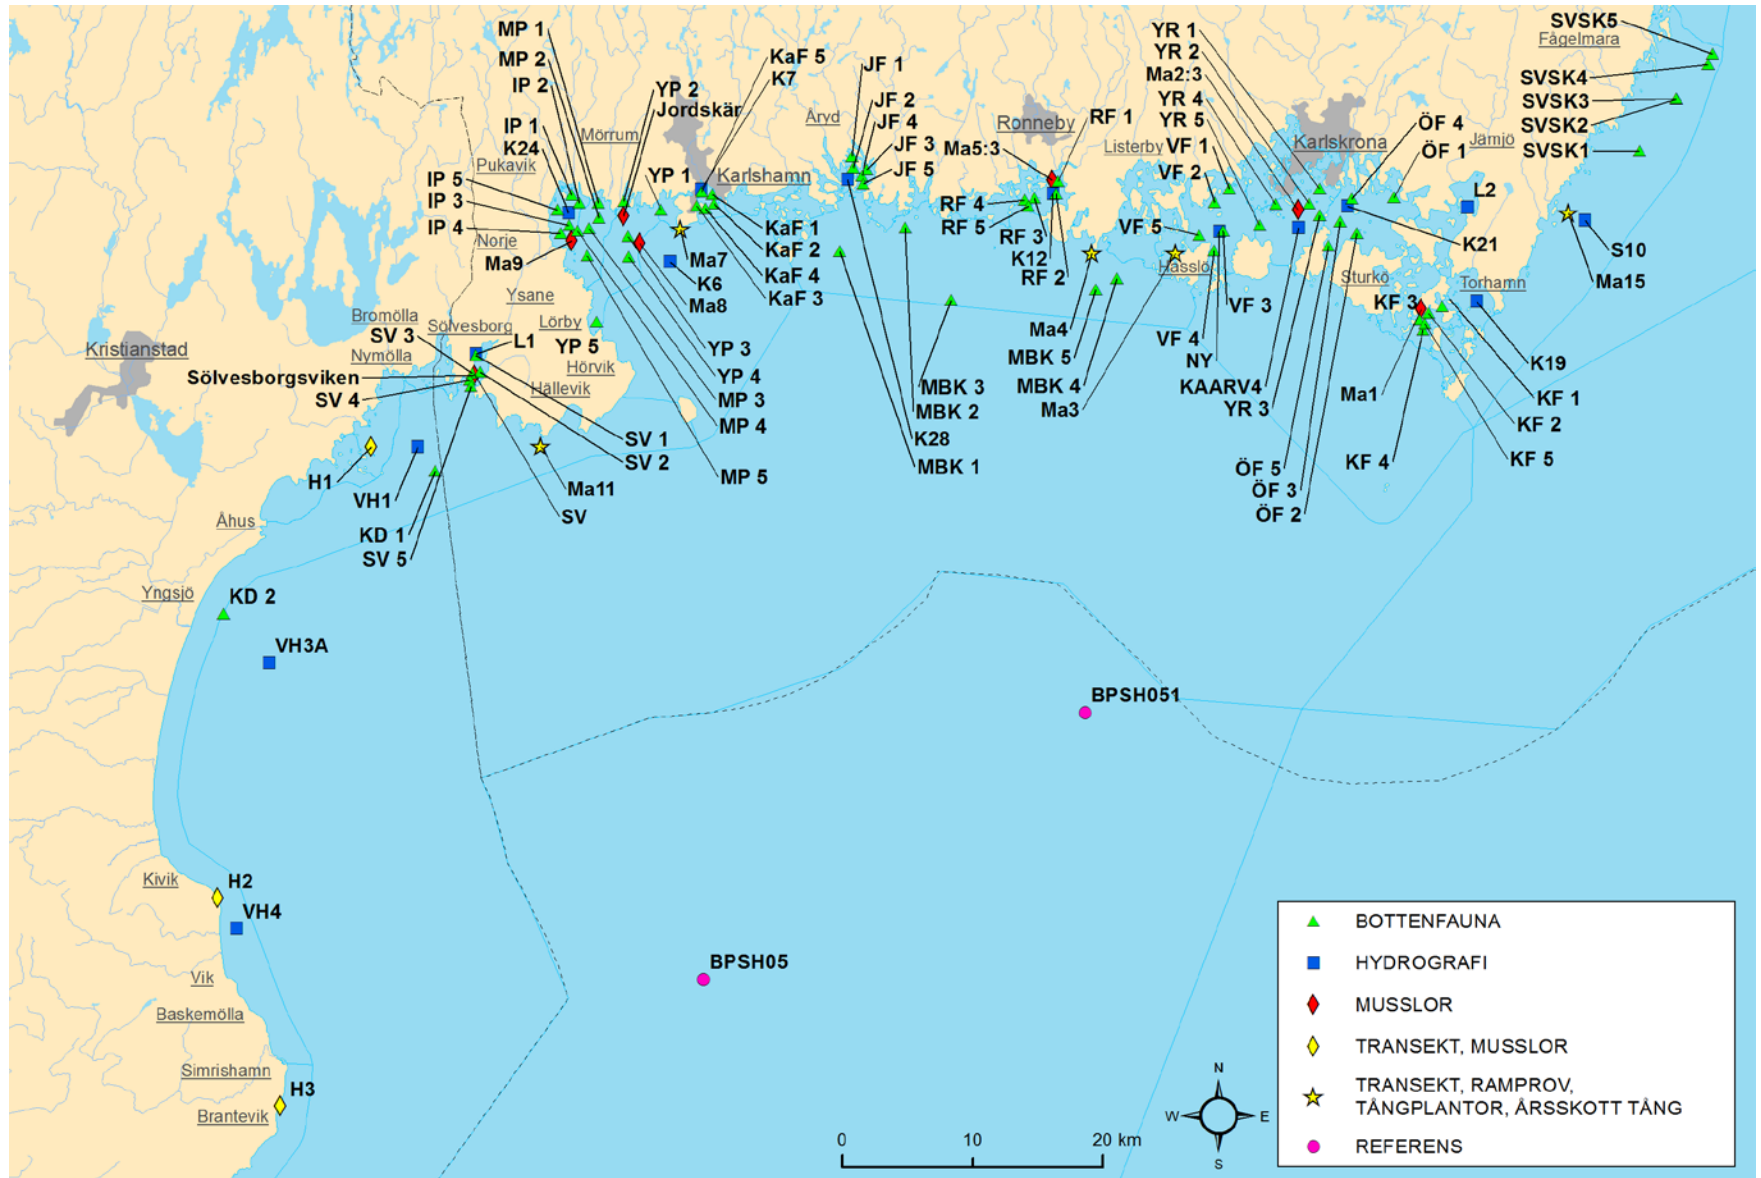 MP 1
MP 2
IP 2
IP 1
K24
Pukavik
IP 5
IP 3
IP 4
Norje
Ma9
Mörrum
YP 2
Jordskär
YP 1
KaF 5
K7
Karlshamn
KaF 1
KaF 2
KaF 4
KaF 3
Ma7
K6
Ma8
Åryd
JF 1
JF 2
JF 4
JF 3
JF 5
Ronneby
RF 1
Ma5:3
RF 4
RF 5
RF 3
K12
RF 2
Listerby
YR 1
YR 2
Ma2:3
YR 4
YR 5
VF 1
VF 2
VF 5
Hasslö
Karlskrona
ÖF 4
ÖF 1
Jämjö
L2
K21
SVSK5
Fågelmara
SVSK4
SVSK3
SVSK2
SVSK1
S10
Ma15
Sturkö
KF 3
Torhamn
K19
KF 1
KF 2
KF 5
KF 4
Ma1
VF 3
VF 4
NY
KAARV4
YR 3
ÖF 5
ÖF 3
ÖF 2
Ma4
MBK 5
MBK 4
Ma3
MBK 3
MBK 2
K28
MBK 1
YP 3
YP 4
MP 3
MP 4
MP 5
Ysane
Lörby
YP 5
Hörvik
Hällevik
Bromölla
SV 3
Sölvesborg
L1
Nymölla
Kristianstad
Sölvesborgsviken
SV 4
SV 1
SV 2
Ma11
SV
H1
VH1
KD 1
SV 5
Åhus
Yngsjö
KD 2
VH3A
BPSH051
Kivik
H2
VH4
BPSH05
Vik
Baskemölla
Simrishamn
H3
Brantevik
BOTTENFAUNA
HYDROGRAFI
MUSSLOR
TRANSEKT, MUSSLOR
TRANSEKT, RAMPROV,
TÅNGPLANTOR, ÅRSSKOTT TÅNG
REFERENS
N
W E
S
0 10 20 km